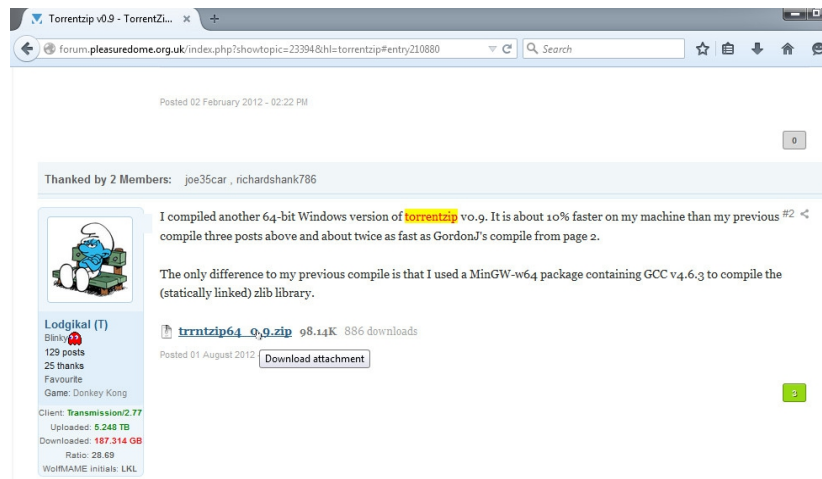 Torrentzip v0.9 - TorrentZi...
forum.pleasuredome.org.uk/index.php?showtopic=23394&hl=torrentzip#entry210880
Search
Posted 02 February 2012 - 02:22 PM
0
Thanked by 2 Members: joe35car , richardshank786
I compiled another 64-bit Windows version of torrentzip v0.9. It is about 10% faster on my machine than my previous #2
compile three posts above and about twice as fast as GordonJ's compile from page 2.
The only difference to my previous compile is that I used a MinGW-w64 package containing GCC v4.6.3 to compile the
(statically linked) zlib library.
Lodgikal (T)
Blinky
129 posts
25 thanks
Favourite
Game: Donkey Kong
Client: Transmission/2.77
Uploaded: 5.248 TB
Downloaded: 187.314 GB
Ratio: 28.69
WolfMAME initials: LKL
trrntzip64_0.9.zip 98.14K 886 downloads
Posted 01 August 2012
Download attachment
3